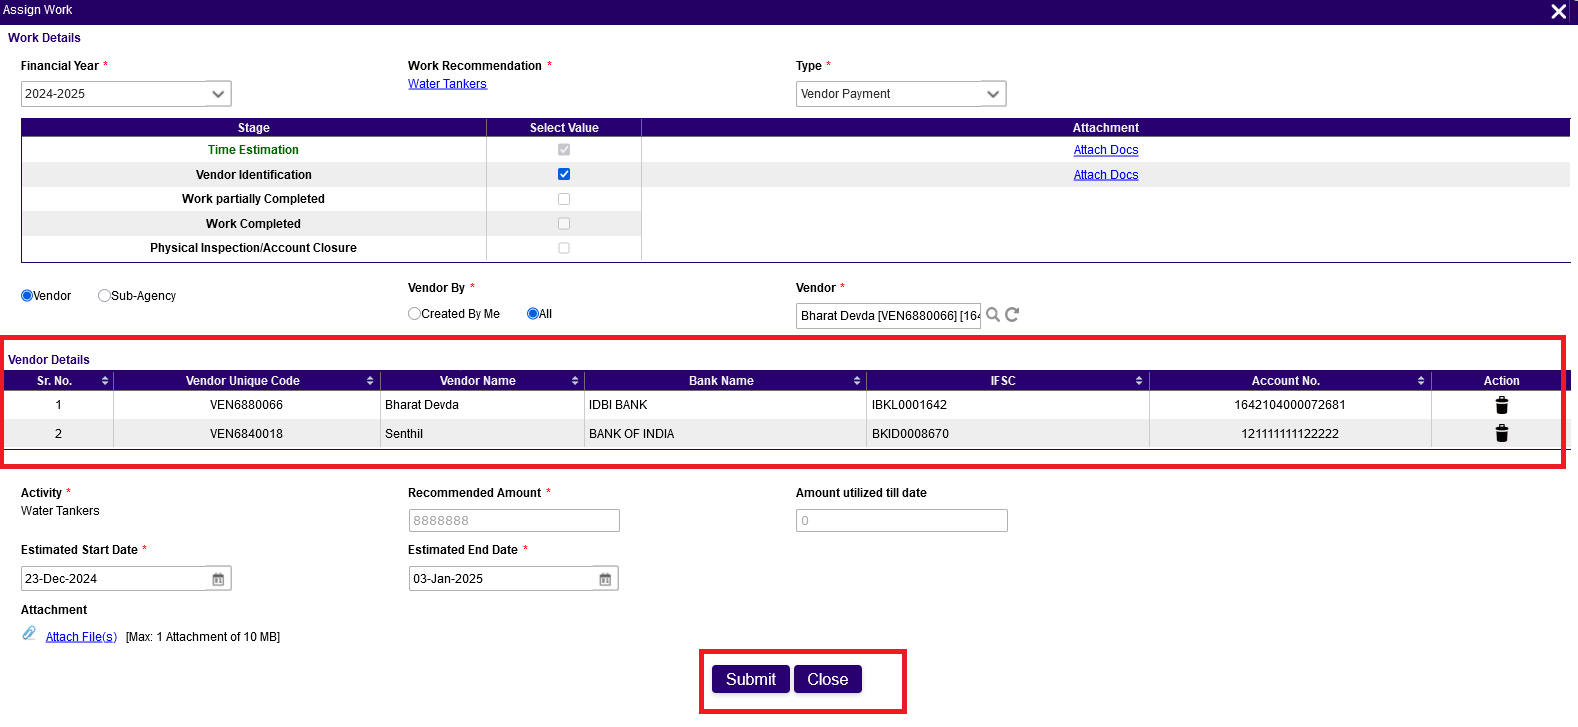 Assign Work
Work Details
Financial Year * Work Recommendation * Type *
2024-2025 Water Tankers Vendor Payment
Stage Select Value Attachment
Time Estimation Attach Docs
Vendor Identification Attach Docs
Work partially Completed
Work Completed
Physical Inspection/Account Closure
Vendor Sub-Agency Vendor By * Vendor *
Created By Me All Bharat Devda [VEN6880066] [164
Vendor Details
Sr. No. Vendor Unique Code Vendor Name Bank Name IFSC Account No. Action
1 VEN6880066 Bharat Devda IDBI BANK IBKL0001642 1642104000072681
2 VEN6840018 Senthil BANK OF INDIA BKID0008670 121111111122222
Activity * Recommended Amount * Amount utilized till date
Water Tankers 8888888 0
Estimated Start Date * Estimated End Date *
23-Dec-2024 03-Jan-2025
Attachment
Attach File(s) [Max: 1 Attachment of 10 MB]
Submit Close